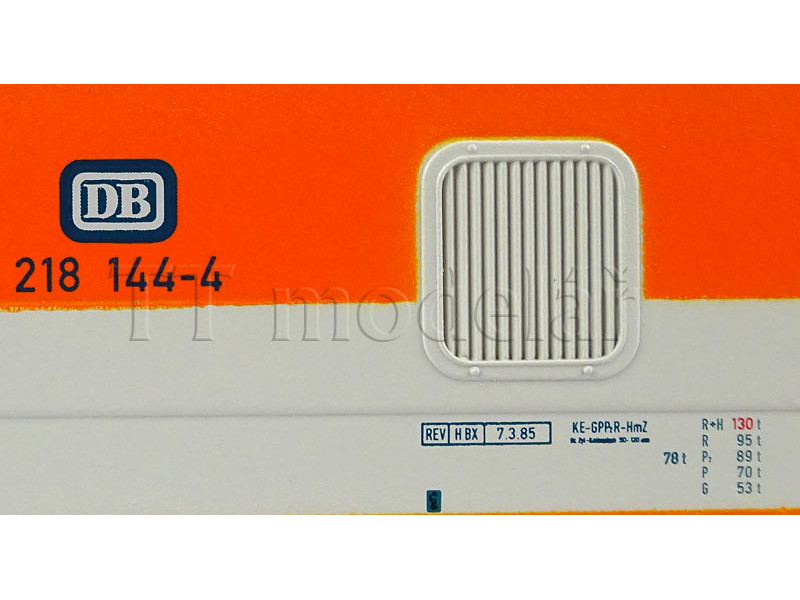 DB
218 144-4
TT modelář
REV H BX 7.3.85
KE-GPP₂R-HmZ
R+H 130 t
R 95 t
78 t P₂ 89 t
P 70 t
G 53 t